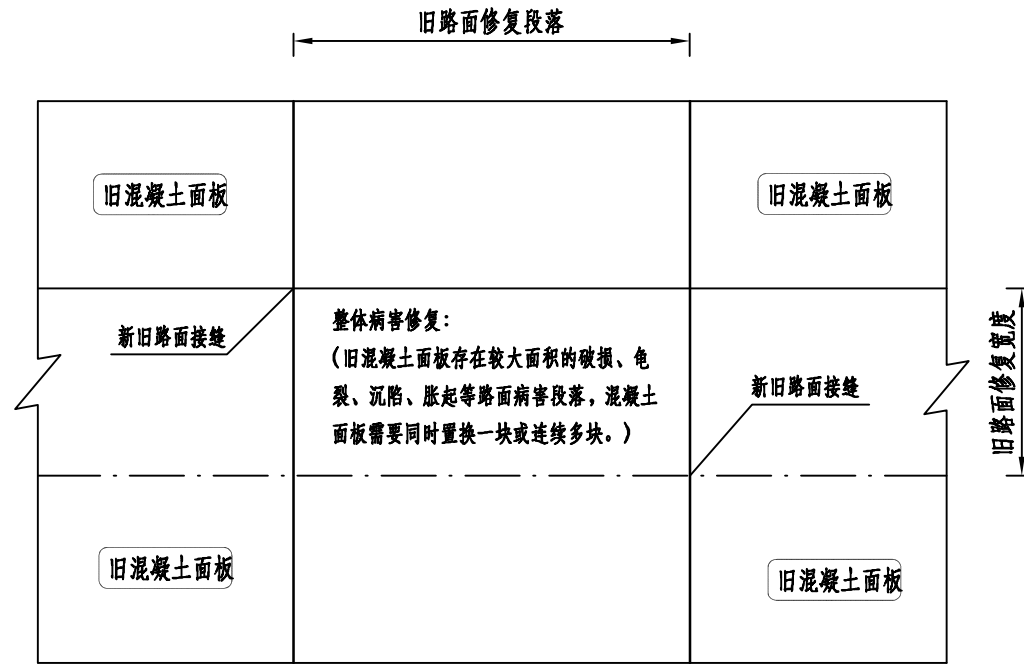 旧路面修复段落
旧混凝土面板
旧混凝土面板
新旧路面接缝
整体病害修复:
(旧混凝土面板存在较大面积的破损、龟
裂、沉陷、胀起等路面病害段落,混凝土
面板需要同时置换一块或连续多块。)
新旧路面接缝
旧路面修复宽度
旧混凝土面板
旧混凝土面板